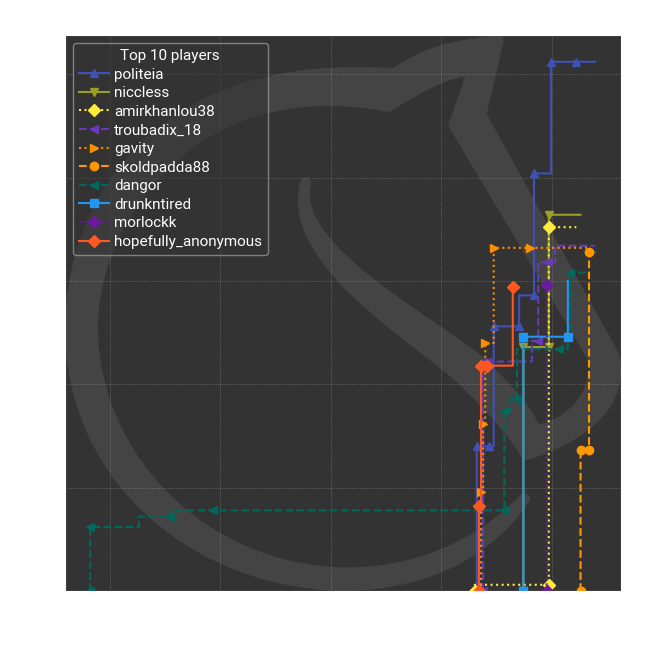 Top 10 players
politeia
niccless
amirkhanlou38
troubadix_18
gavity
skoldpadda88
dangor
drunkntired
morlockk
hopefully_anonymous